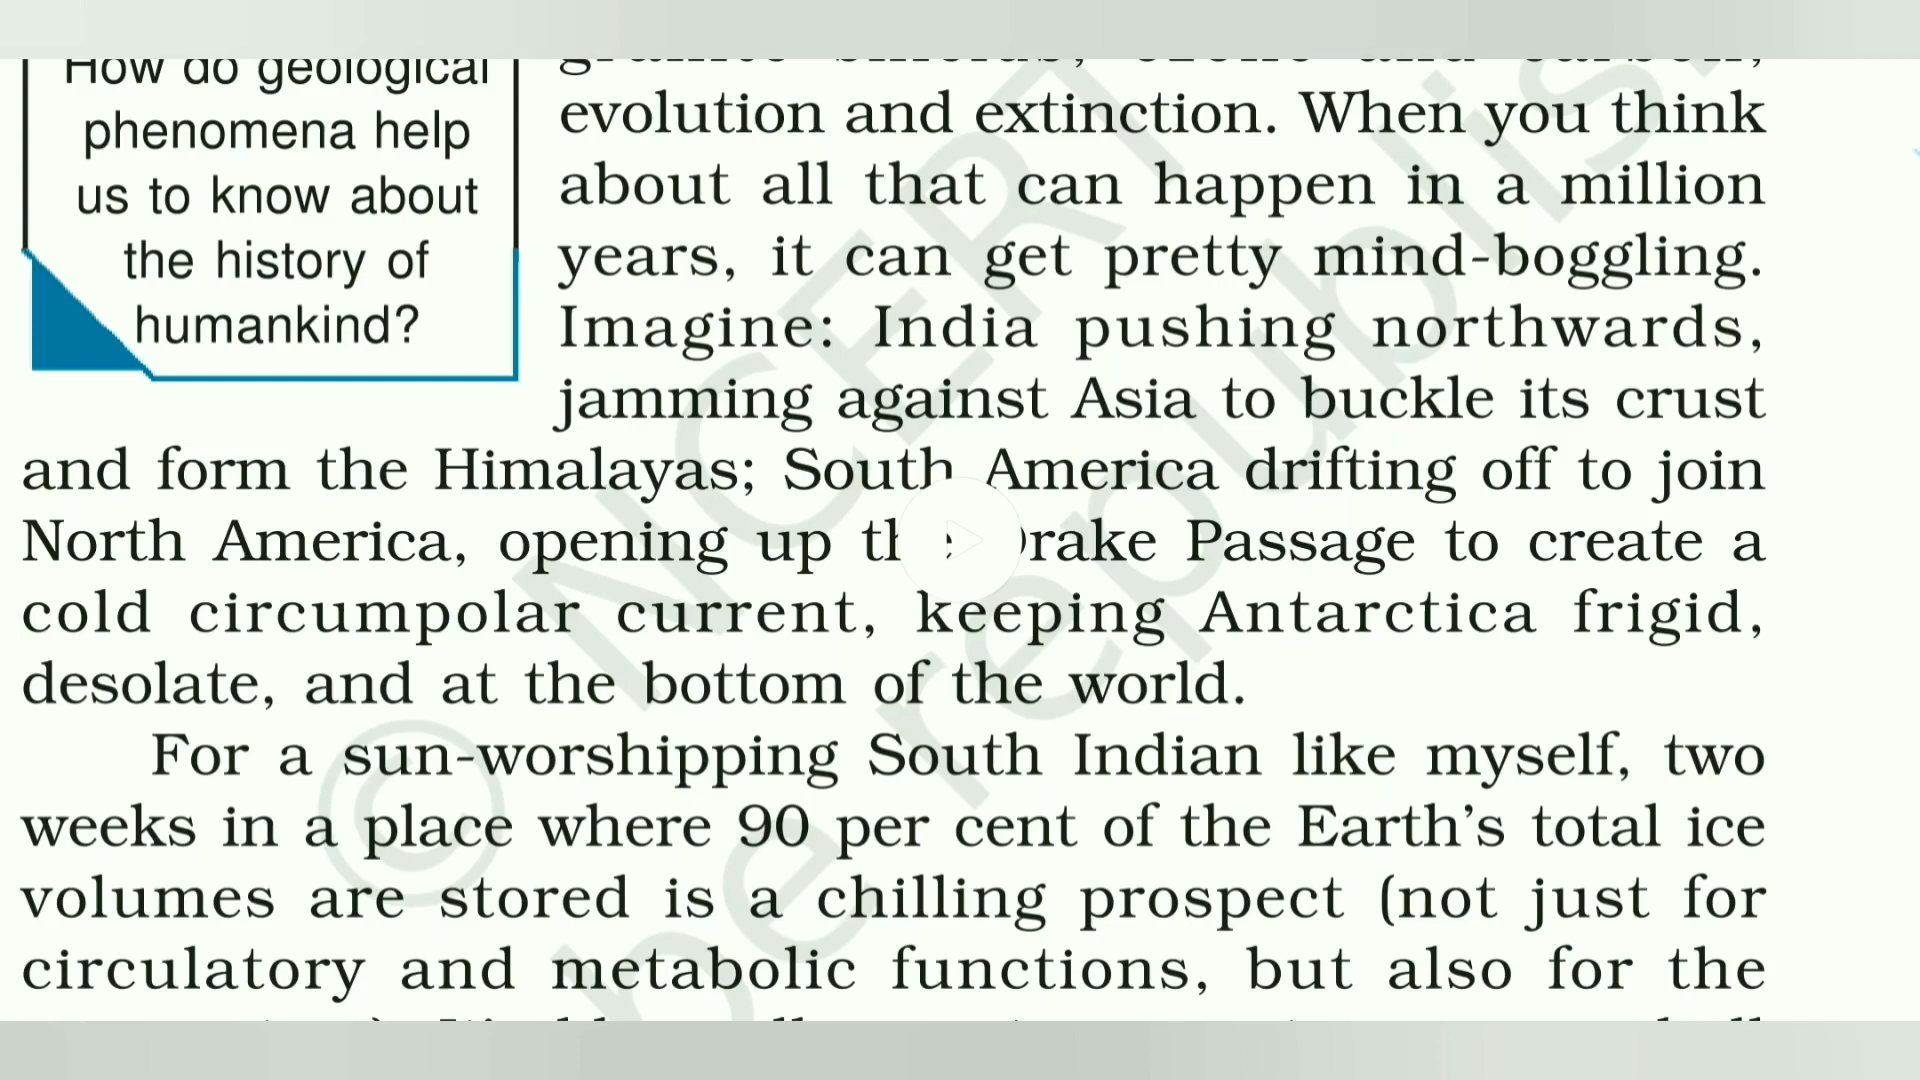 How do geological
phenomena help
us to know about
the history of
humankind?
evolution and extinction. When you think
about all that can happen in a million
years, it can get pretty mind-boggling.
Imagine: India pushing northwards,
jamming against Asia to buckle its crust
and form the Himalayas; South America drifting off to join
North America, opening up the Drake Passage to create a
cold circumpolar current, keeping Antarctica frigid,
desolate, and at the bottom of the world.
For a sun-worshipping South Indian like myself, two
weeks in a place where 90 per cent of the Earth's total ice
volumes are stored is a chilling prospect (not just for
circulatory and metabolic functions, but also for the
© NCERT
be republis